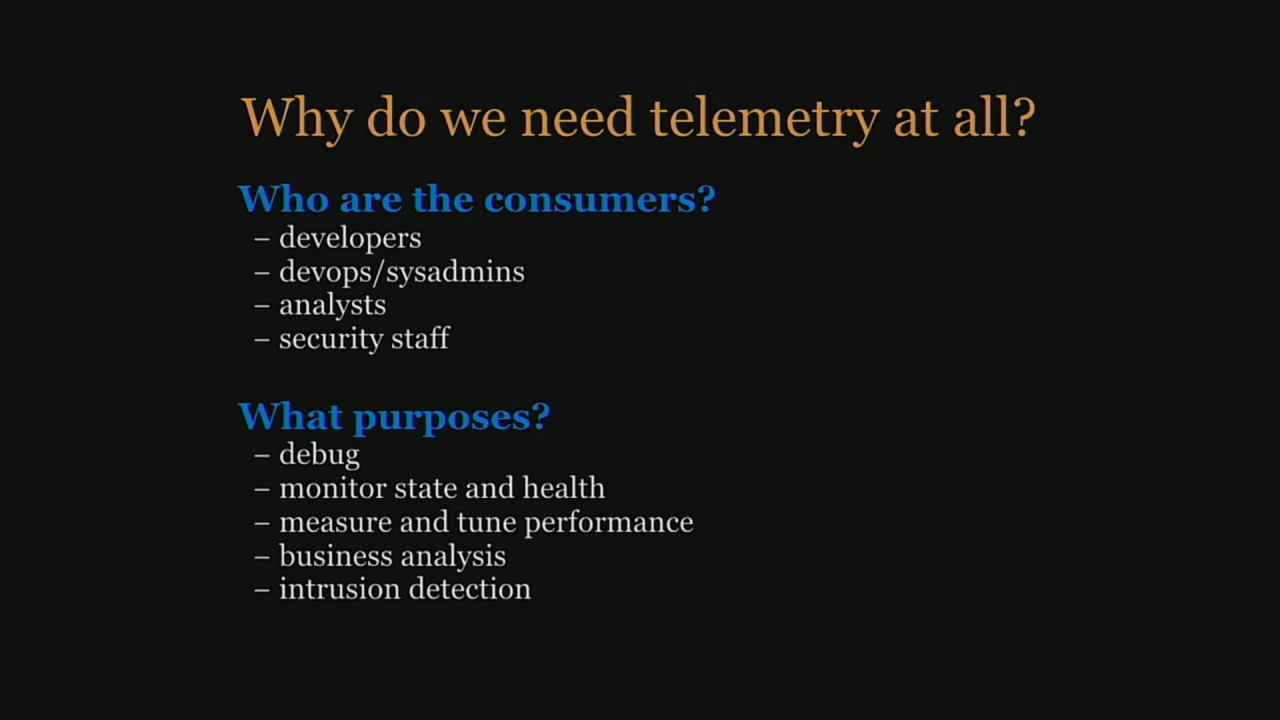 Why do we need telemetry at all?
Who are the consumers?
– developers
– devops/sysadmins
– analysts
– security staff
What purposes?
– debug
– monitor state and health
– measure and tune performance
– business analysis
– intrusion detection